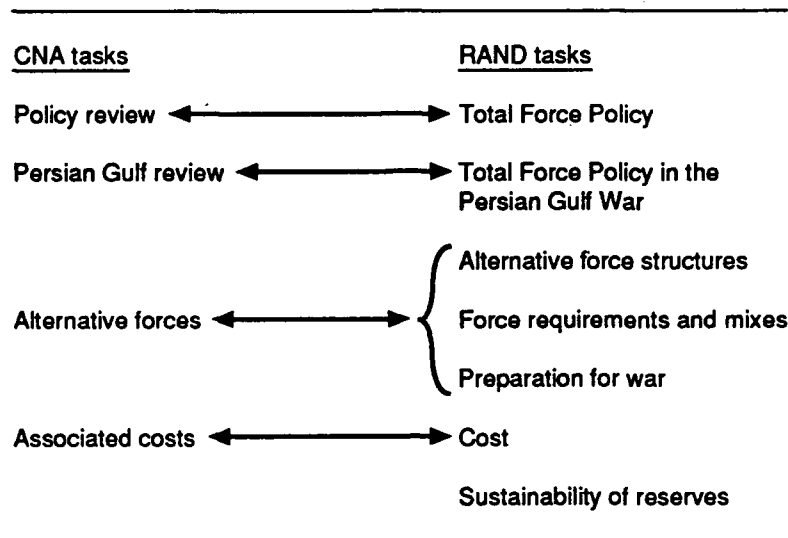 CNA tasks
RAND tasks
Policy review
Total Force Policy
Persian Gulf review
Total Force Policy in the
Persian Gulf War
Alternative forces
Alternative force structures
Force requirements and mixes
Preparation for war
Associated costs
Cost
Sustainability of reserves